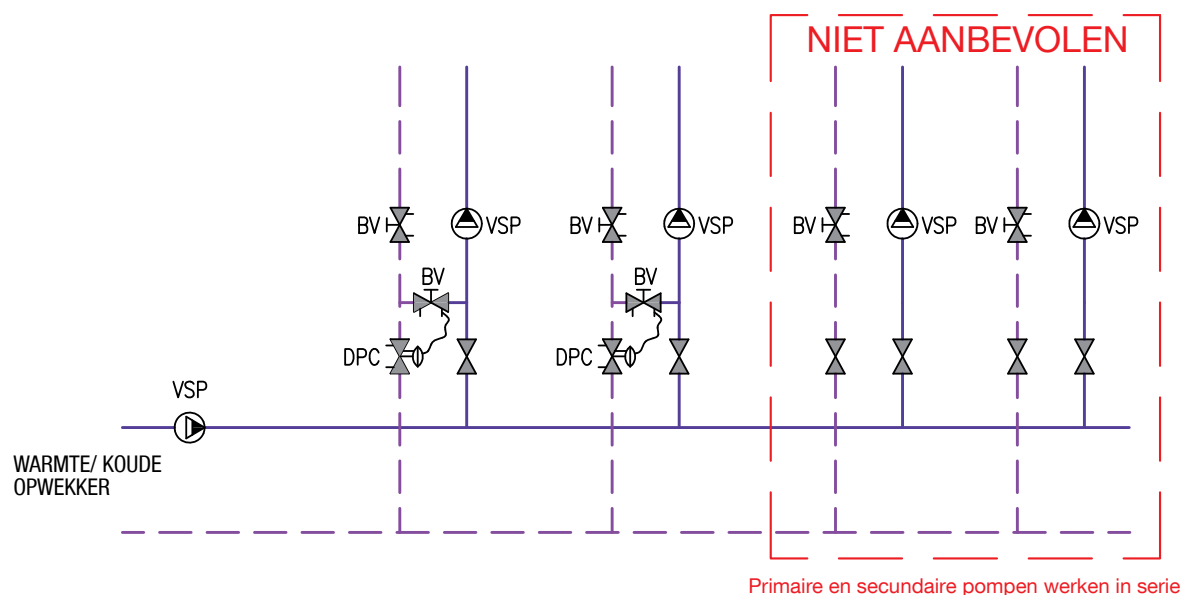 NIET AANBEVOLEN
BV
VSP
BV
VSP
BV
VSP
BV
VSP
BV
BV
DPC
DPC
VSP
WARMTE/ KOUDE
OPWEKKER
Primaire en secundaire pompen werken in serie